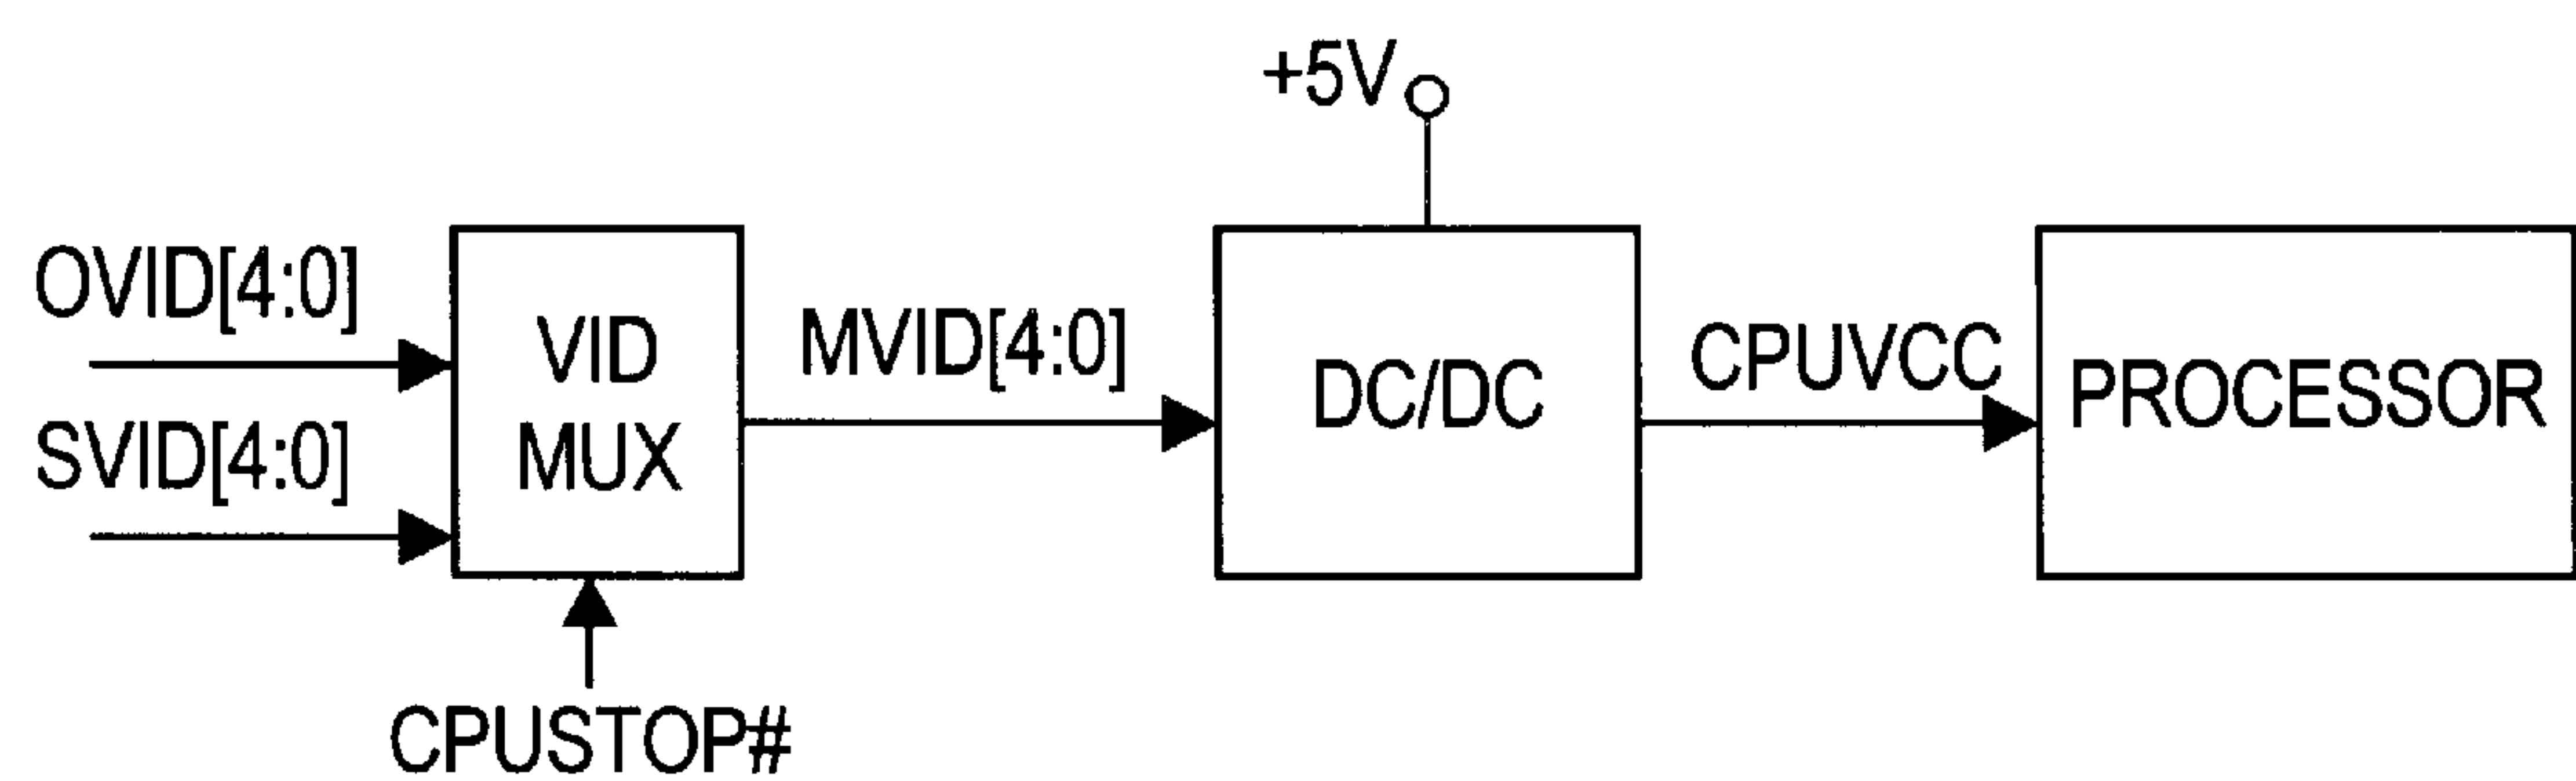 +5V
OVID[4:0]
SVID[4:0]
VID
MUX
MVID[4:0]
DC/DC
CPUVCC
PROCESSOR
CPUSTOP#